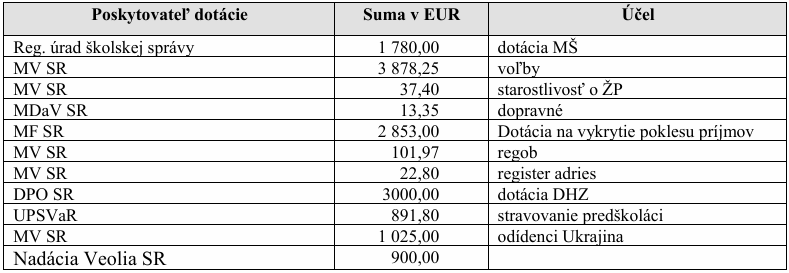 Poskytovateľ dotácie Suma v EUR Účel
Reg. úrad školskej správy 1 780,00 dotácia MŠ
MV SR 3 878,25 voľby
MV SR 37,40 starostlivosť o ŽP
MDaV SR 13,35 dopravné
MF SR 2 853,00 Dotácia na vykrytie poklesu príjmov
MV SR 101,97 regob
MV SR 22,80 register adries
DPO SR 3000,00 dotácia DHZ
UPSVaR 891,80 stravovanie predškoláci
MV SR 1 025,00 odídenci Ukrajina
Nadácia Veolia SR 900,00